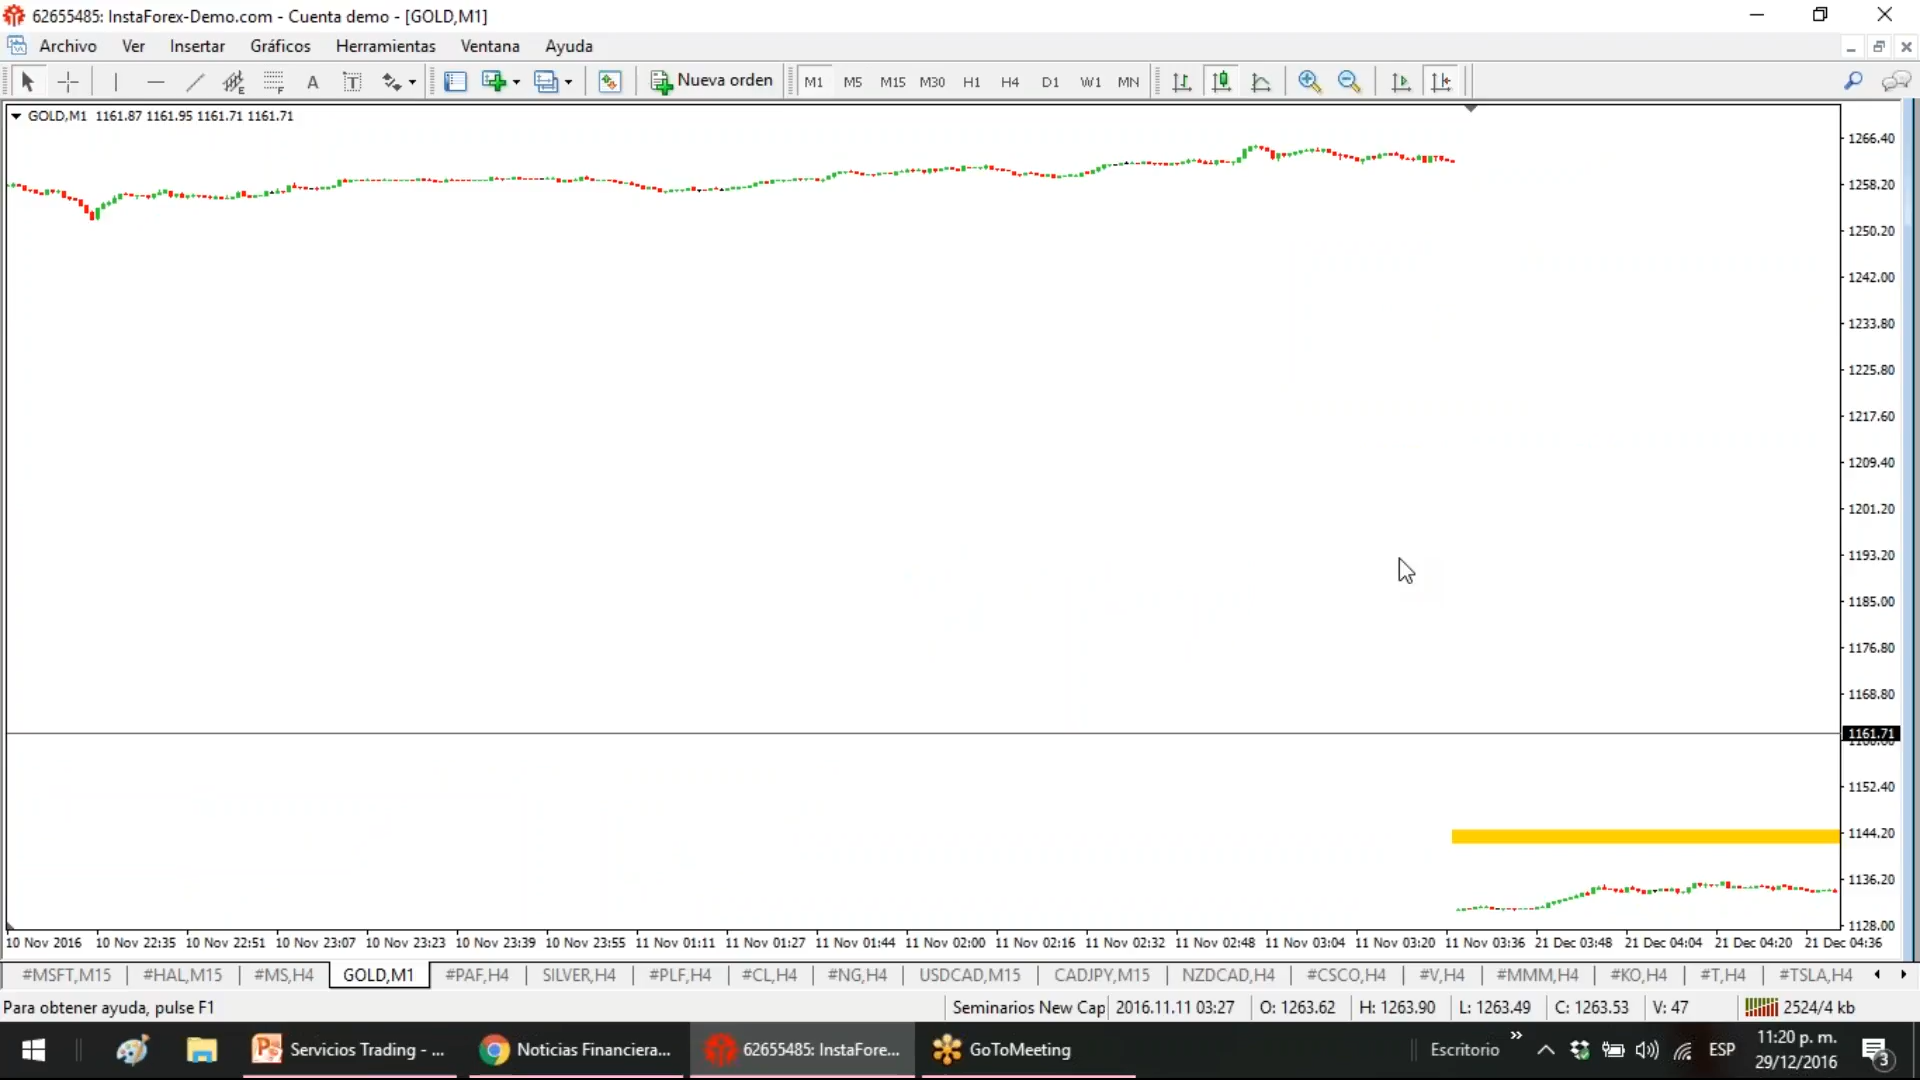 62655485: InstaForex-Demo.com - Cuenta demo - [GOLD,M1]
Archivo Ver Insertar Gráficos Herramientas Ventana Ayuda
A T Nueva orden M1 M5 M15 M30 H1 H4 D1 W1 MN
GOLD,M1 1161.87 1161.95 1161.71 1161.71
1266.40
1258.20
1250.20
1242.00
1233.80
1225.80
1217.60
1209.40
1201.20
1193.20
1185.00
1176.80
1168.80
1161.71
1152.40
1144.20
1136.20
1128.00
10 Nov 2016 10 Nov 22:35 10 Nov 22:51 10 Nov 23:07 10 Nov 23:23 10 Nov 23:39 10 Nov 23:55 11 Nov 01:11 11 Nov 01:27 11 Nov 01:44 11 Nov 02:00 11 Nov 02:16 11 Nov 02:32 11 Nov 02:48 11 Nov 03:04 11 Nov 03:20 11 Nov 03:36 21 Dec 03:48 21 Dec 04:04 21 Dec 04:20 21 Dec 04:36
#MSFT,M15 #HAL,M15 #MS,H4 GOLD,M1 #PAF,H4 SILVER,H4 #PLF,H4 #CL,H4 #NG,H4 USDCAD,M15 CADJPY,M15 NZDCAD,H4 #CSCO,H4 #V,H4 #MMM,H4 #KO,H4 #T,H4 #TSLA,H4
Para obtener ayuda, pulse F1 Seminarios New Cap 2016.11.11 03:27 O: 1263.62 H: 1263.90 L: 1263.49 C: 1263.53 V: 47 2524/4 kb
Servicios Trading - ... Noticias Financiera... 62655485: InstaFore... GoToMeeting Escritorio ESP 11:20 p. m.
29/12/2016 3